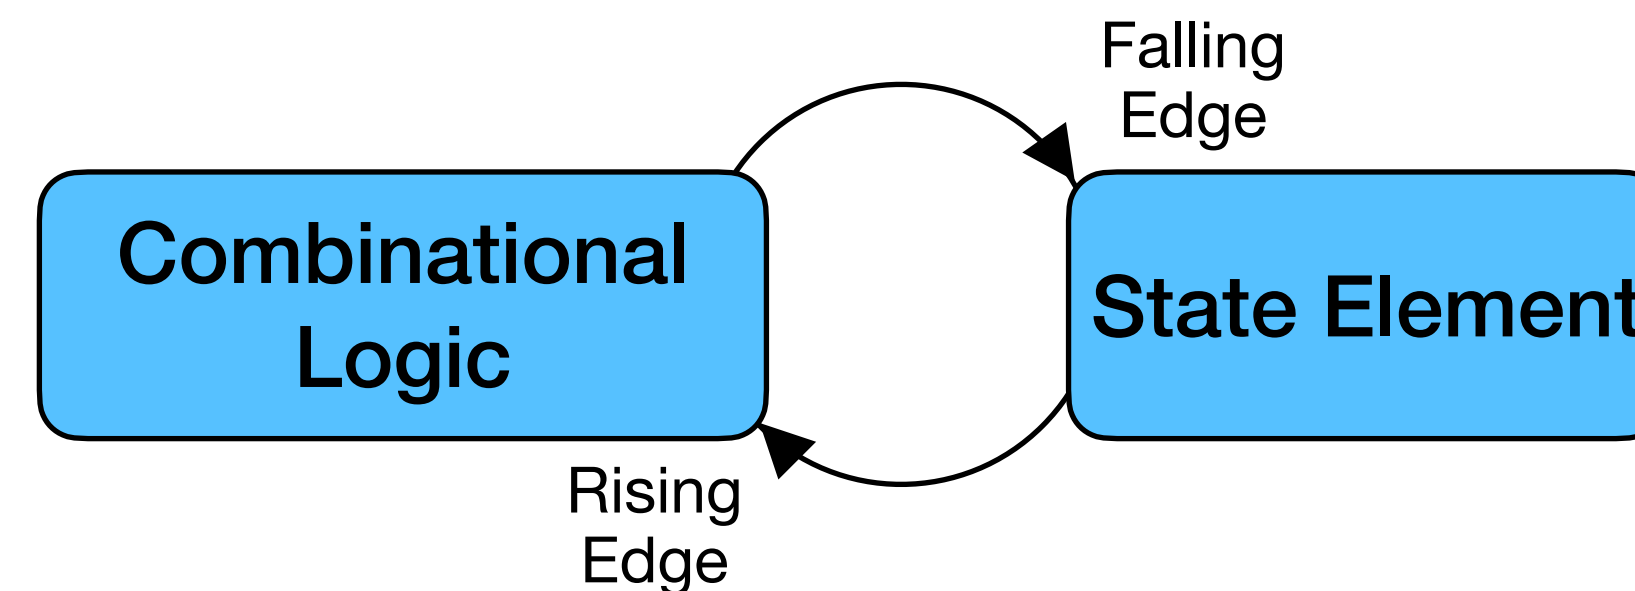 Falling
Edge
Combinational
Logic
State Element
Rising
Edge